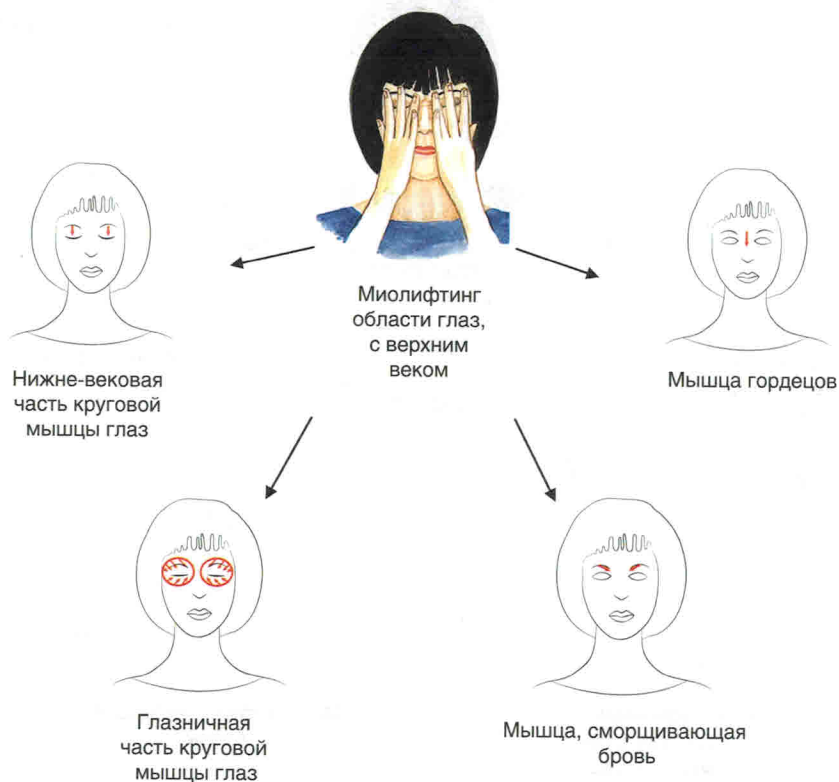 Миолифтинг
области глаз,
с верхним
веком
Нижне-вековая
часть круговой
мышцы глаз
Мышца гордецов
Глазничная
часть круговой
мышцы глаз
Мышца, сморщивающая
бровь